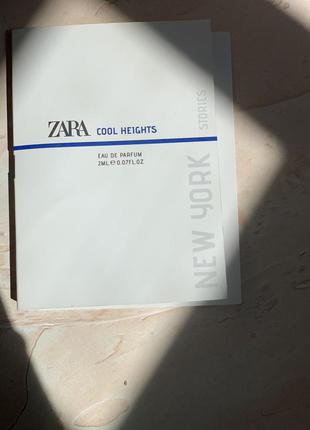 ZARA COOL HEIGHTS
EAU DE PARFUM
2ML ℮ 0.07FL.OZ
NEW YORK
STORIES